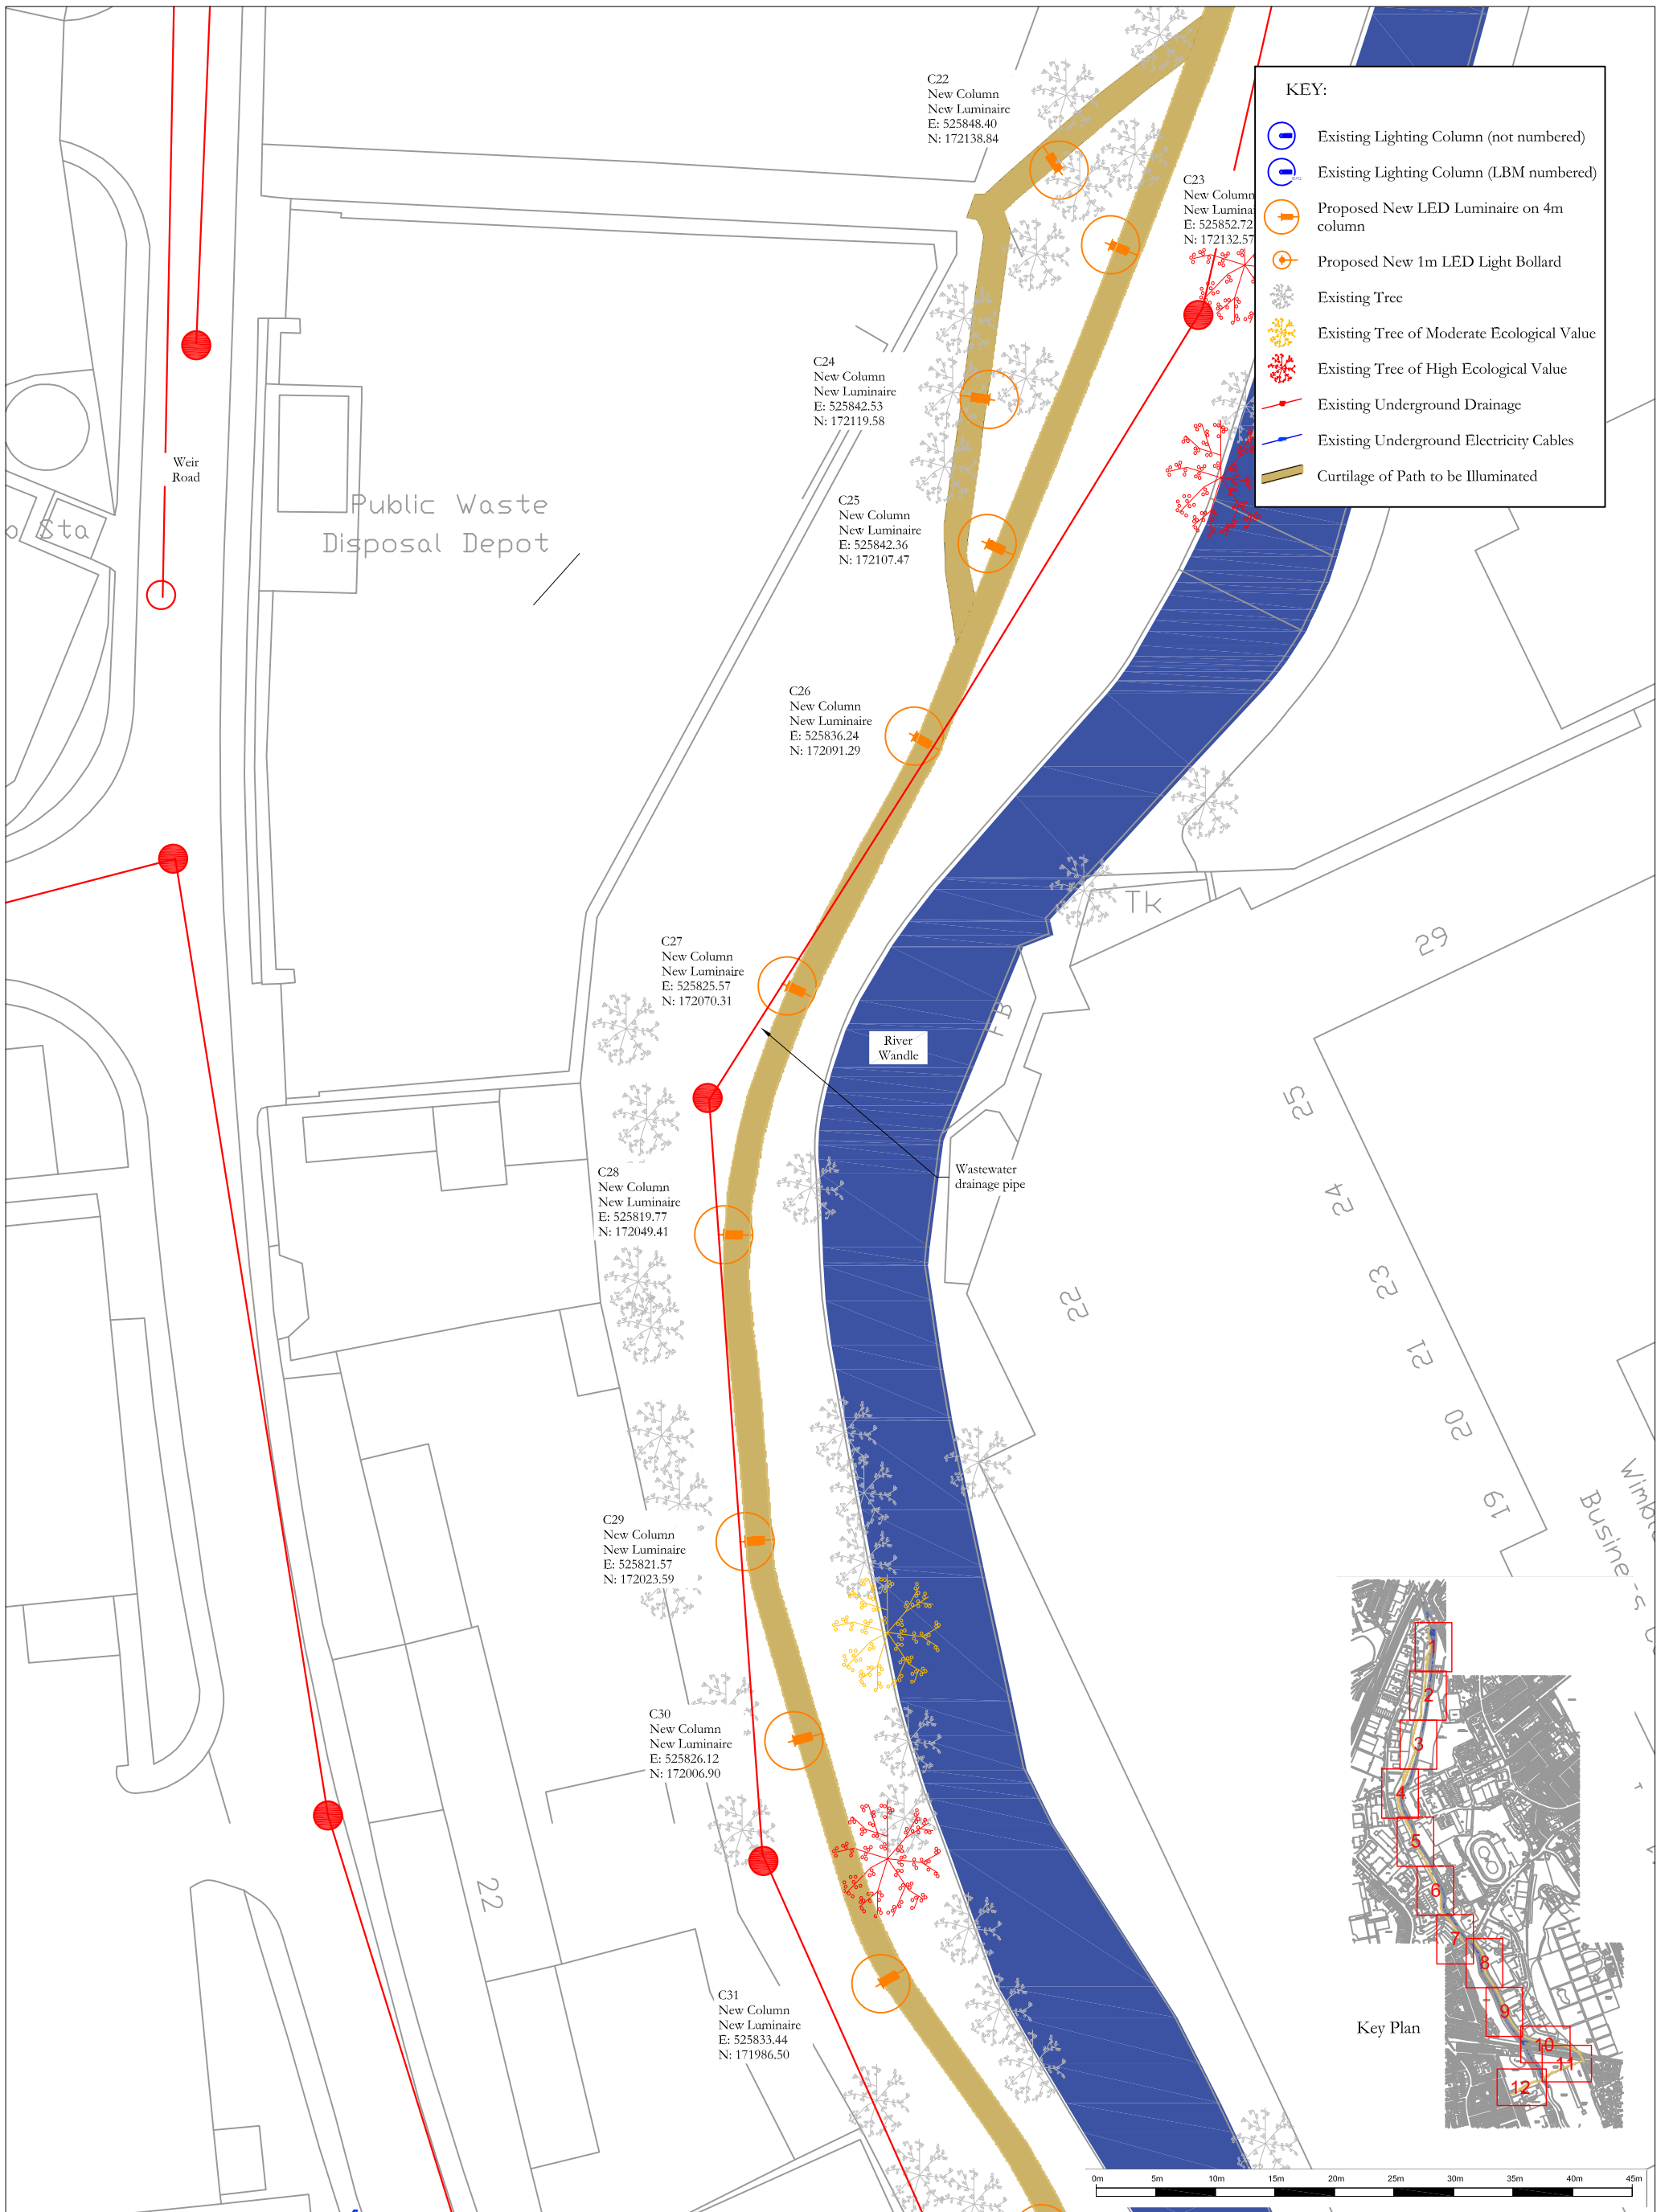 C22
New Column
New Luminaire
E: 525848.40
N: 172138.84
C23
New Column
New Lumina
E: 525852.72
N: 172132.57
KEY:
Existing Lighting Column (not numbered)
Existing Lighting Column (LBM numbered)
Proposed New LED Luminaire on 4m
column
Proposed New 1m LED Light Bollard
Existing Tree
Existing Tree of Moderate Ecological Value
Existing Tree of High Ecological Value
Existing Underground Drainage
Existing Underground Electricity Cables
Curtilage of Path to be Illuminated
C24
New Column
New Luminaire
E: 525842.53
N: 172119.58
Weir
Road
Public Waste
Disposal Depot
Sta
C25
New Column
New Luminaire
E: 525842.36
N: 172107.47
C26
New Column
New Luminaire
E: 525836.24
N: 172091.29
Tk
29
C27
New Column
New Luminaire
E: 525825.57
N: 172070.31
FB
River
Wandle
25
Wastewater
drainage pipe
24
C28
New Column
New Luminaire
E: 525819.77
N: 172049.41
23
22
21
20
19
C29
New Column
New Luminaire
E: 525821.57
N: 172023.59
C30
New Column
New Luminaire
E: 525826.12
N: 172006.90
22
C31
New Column
New Luminaire
E: 525833.44
N: 171986.50
1
2
3
4
5
6
7
8
9
10
11
12
Key Plan
0m 5m 10m 15m 20m 25m 30m 35m 40m 45m